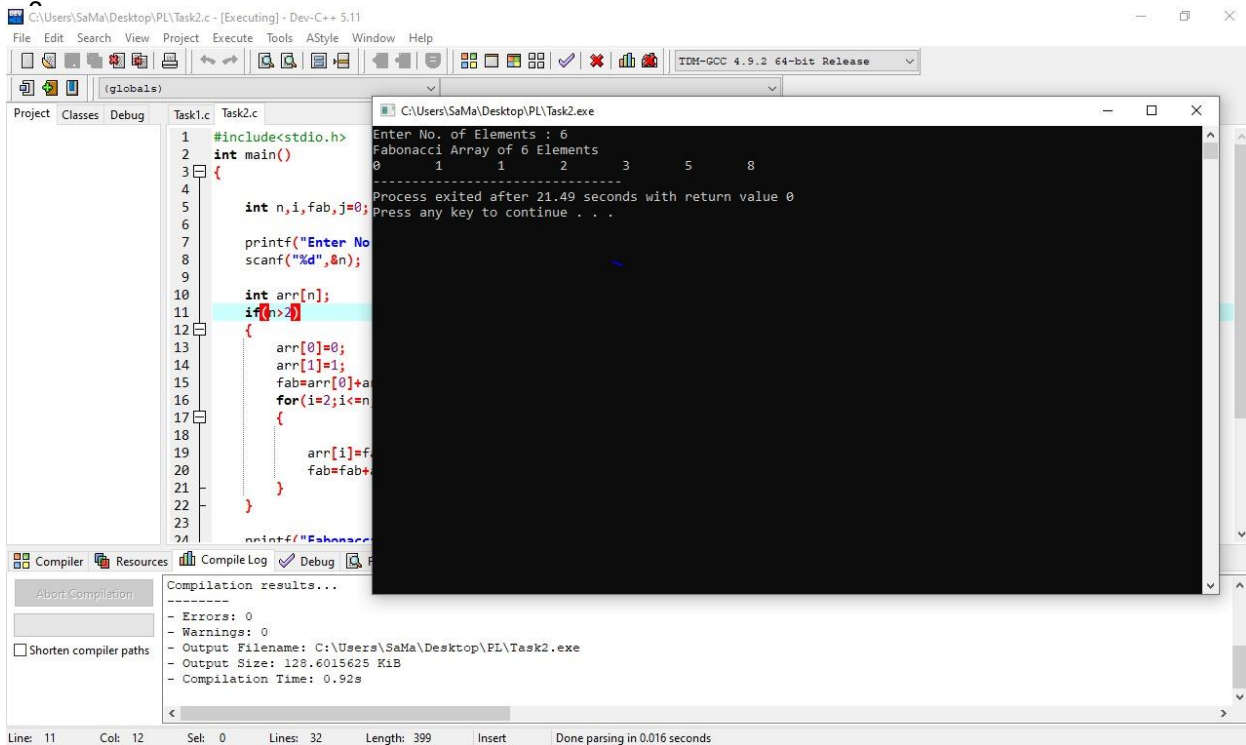 C:\Users\SaMa\Desktop\PL\Task2.c - [Executing] - Dev-C++ 5.11
File Edit Search View Project Execute Tools AStyle Window Help
TDM-GCC 4.9.2 64-bit Release
(globals)
Project Classes Debug
Task1.c Task2.c
1 #include<stdio.h>
2 int main()
3 {
4
5 int n,i,fab,j=0;
6
7 printf("Enter No
8 scanf("%d",&n);
9
10 int arr[n];
11 if(n>2)
12 {
13 arr[0]=0;
14 arr[1]=1;
15 fab=arr[0]+a
16 for(i=2;i<=n
17 {
18
19 arr[i]=f
20 fab=fab+
21 }
22 }
23
24 printf("Fabonacc
C:\Users\SaMa\Desktop\PL\Task2.exe
Enter No. of Elements : 6
Fabonacci Array of 6 Elements
0 1 1 2 3 5 8
--------------------------------
Process exited after 21.49 seconds with return value 0
Press any key to continue . . .
Compiler Resources Compile Log Debug
Abort Compilation
Shorten compiler paths
Compilation results...
--------
- Errors: 0
- Warnings: 0
- Output Filename: C:\Users\SaMa\Desktop\PL\Task2.exe
- Output Size: 128.6015625 KiB
- Compilation Time: 0.92s
Line: 11 Col: 12 Sel: 0 Lines: 32 Length: 399 Insert Done parsing in 0.016 seconds